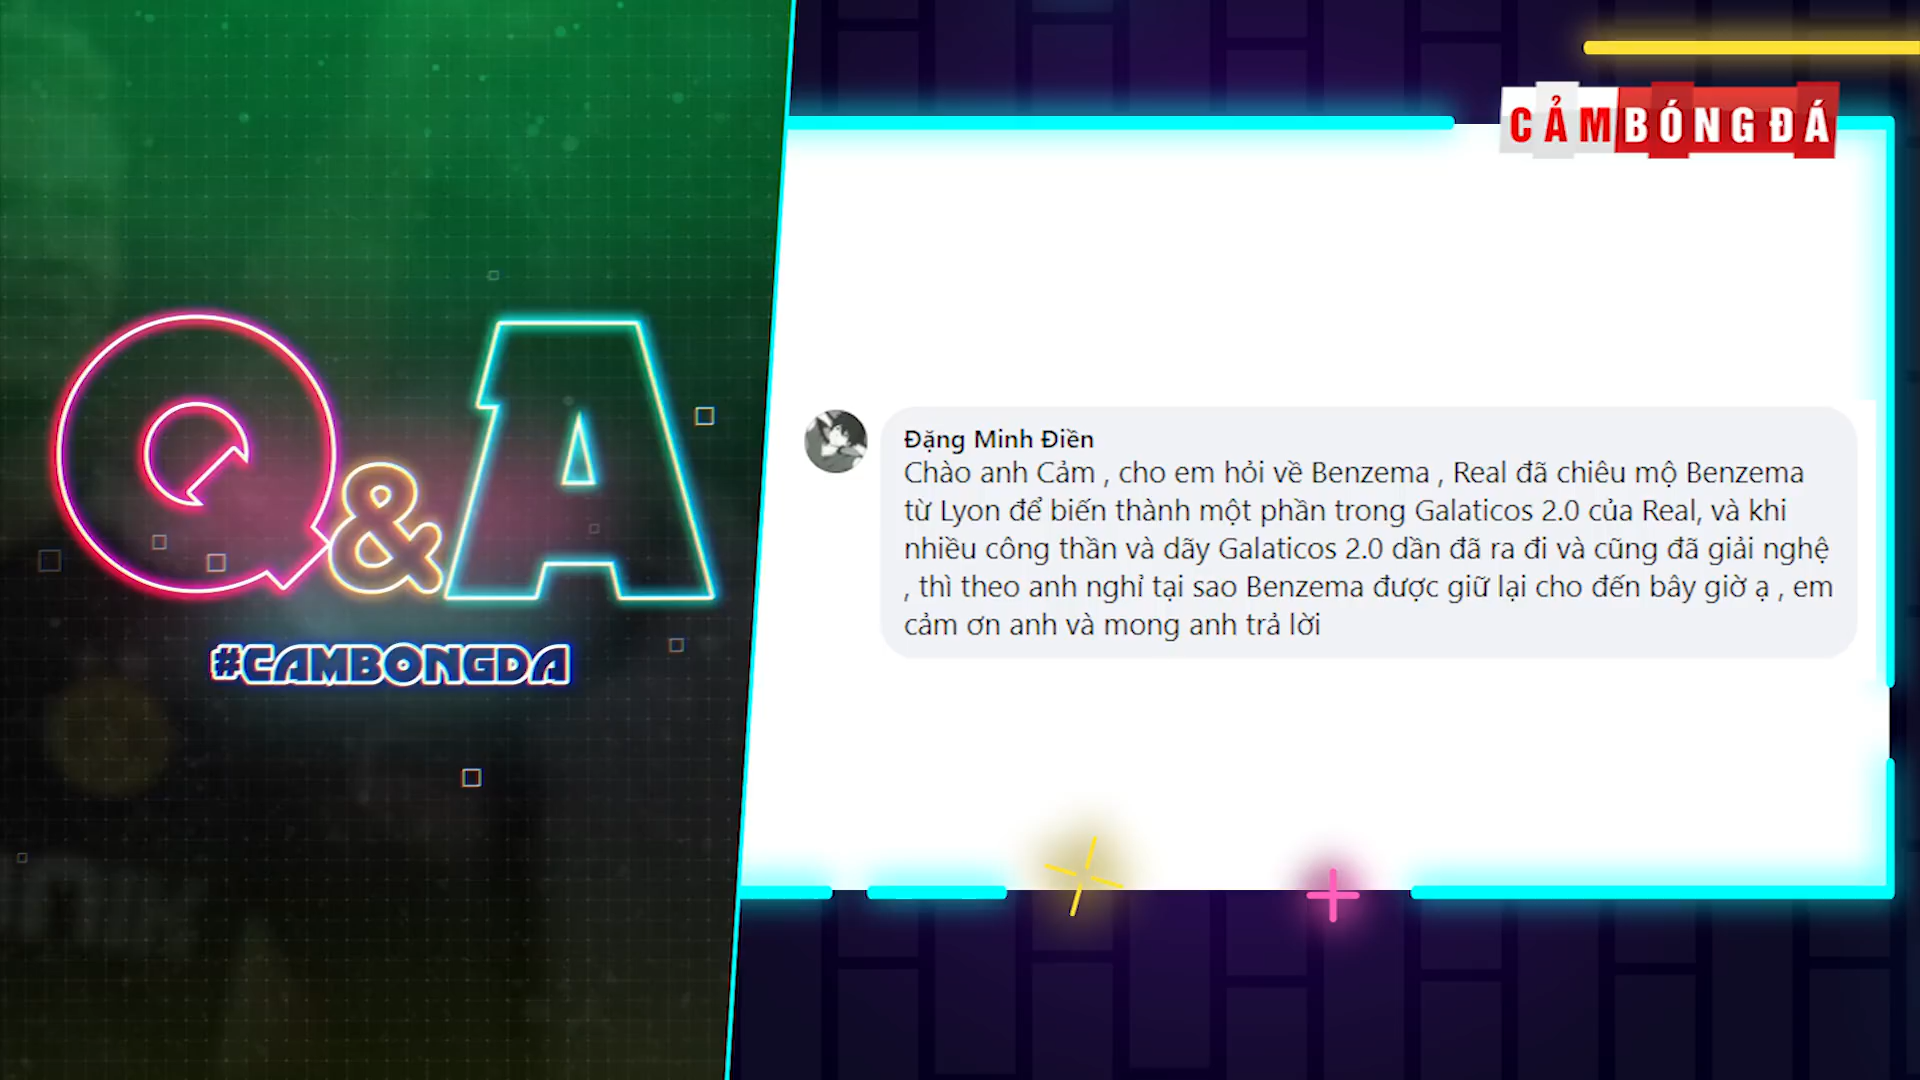 Q&A
#CAMBONGDA
CẢMBÓNGĐÁ
Đặng Minh Điền
Chào anh Cảm , cho em hỏi về Benzema , Real đã chiêu mộ Benzema
từ Lyon để biến thành một phần trong Galaticos 2.0 của Real, và khi
nhiều công thần và dãy Galaticos 2.0 dần đã ra đi và cũng đã giải nghệ
, thì theo anh nghỉ tại sao Benzema được giữ lại cho đến bây giờ ạ , em
cảm ơn anh và mong anh trả lời